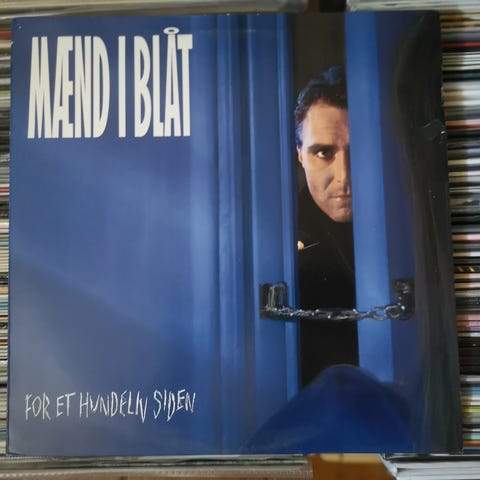 MÆND I BLÅT
FOR ET HUNDELIV SIDEN